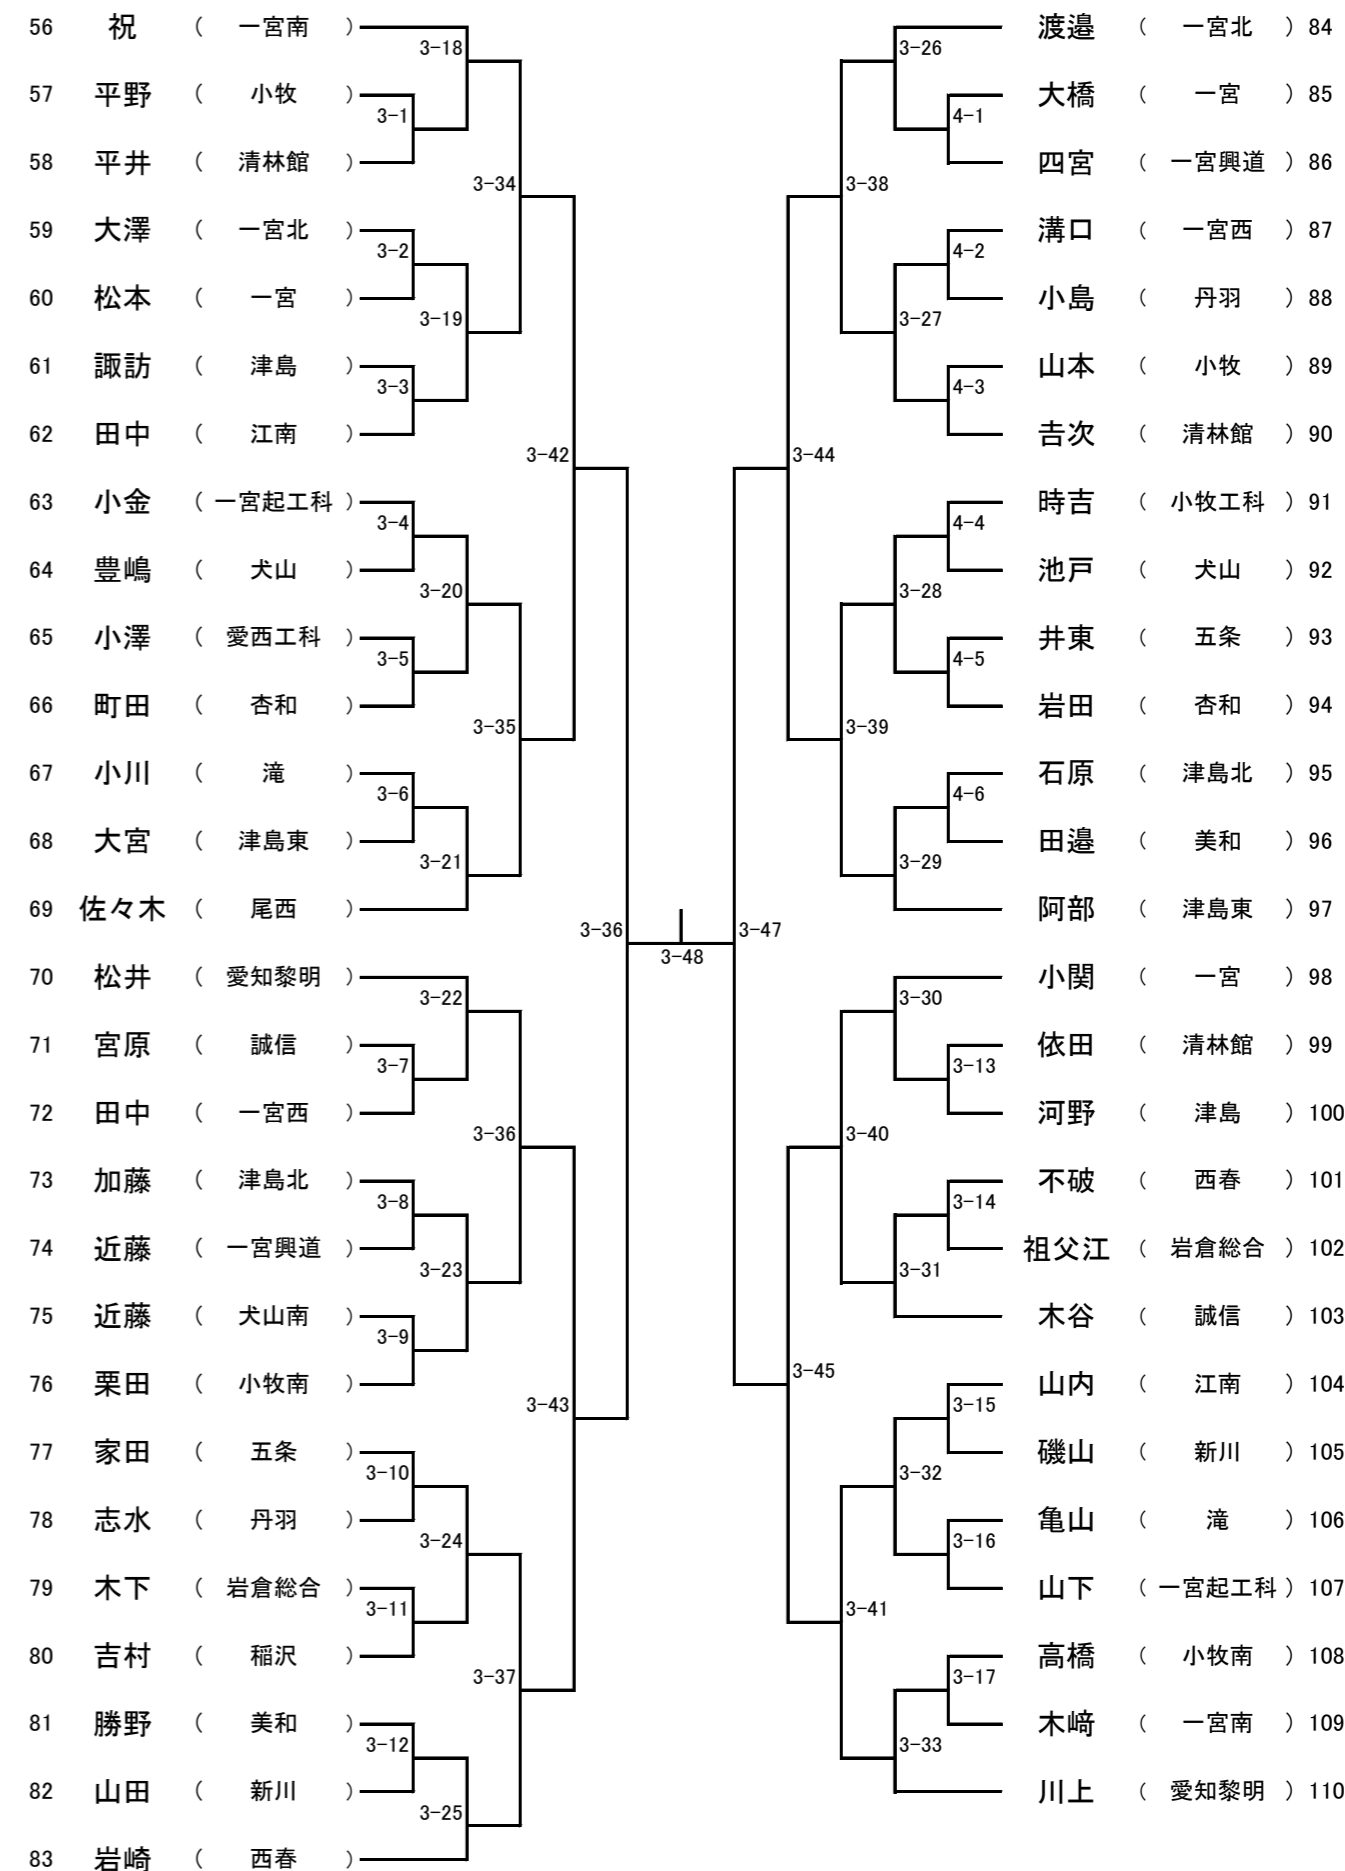 56 祝 ( 一宮南 ) 3-18 3-26 渡邉 ( 一宮北 ) 84
57 平野 ( 小牧 ) 大橋 ( 一宮 ) 85
3-1 4-1
58 平井 ( 清林館 ) 3-34 3-38 四宮 ( 一宮興道 ) 86
59 大澤 ( 一宮北 ) 溝口 ( 一宮西 ) 87
3-2 4-2
60 松本 ( 一宮 ) 小島 ( 丹羽 ) 88
3-19 3-27
61 諏訪 ( 津島 ) 山本 ( 小牧 ) 89
3-3 4-3
62 田中 ( 江南 ) 𠮷次 ( 清林館 ) 90
3-42 3-44
63 小金 ( 一宮起工科 ) 時吉 ( 小牧工科 ) 91
3-4 4-4
64 豊嶋 ( 犬山 ) 池戸 ( 犬山 ) 92
3-20 3-28
65 小澤 ( 愛西工科 ) 井東 ( 五条 ) 93
3-5 4-5
66 町田 ( 杏和 ) 岩田 ( 杏和 ) 94
3-35 3-39
67 小川 ( 滝 ) 石原 ( 津島北 ) 95
3-6 4-6
68 大宮 ( 津島東 ) 田邉 ( 美和 ) 96
3-21 3-29
69 佐々木 ( 尾西 ) 阿部 ( 津島東 ) 97
3-36 3-47
3-48
70 松井 ( 愛知黎明 ) 小関 ( 一宮 ) 98
3-22 3-30
71 宮原 ( 誠信 ) 依田 ( 清林館 ) 99
3-7 3-13
72 田中 ( 一宮西 ) 河野 ( 津島 ) 100
3-36 3-40
73 加藤 ( 津島北 ) 不破 ( 西春 ) 101
3-8 3-14
74 近藤 ( 一宮興道 ) 祖父江 ( 岩倉総合 ) 102
3-23 3-31
75 近藤 ( 犬山南 ) 木谷 ( 誠信 ) 103
3-9
3-45
76 栗田 ( 小牧南 ) 山内 ( 江南 ) 104
3-43 3-15
77 家田 ( 五条 ) 磯山 ( 新川 ) 105
3-10 3-32
78 志水 ( 丹羽 ) 亀山 ( 滝 ) 106
3-24 3-16
79 木下 ( 岩倉総合 ) 山下 ( 一宮起工科 ) 107
3-11 3-41
80 吉村 ( 稲沢 ) 高橋 ( 小牧南 ) 108
3-37 3-17
81 勝野 ( 美和 ) 木﨑 ( 一宮南 ) 109
3-12 3-33
82 山田 ( 新川 ) 川上 ( 愛知黎明 ) 110
3-25
83 岩崎 ( 西春 )